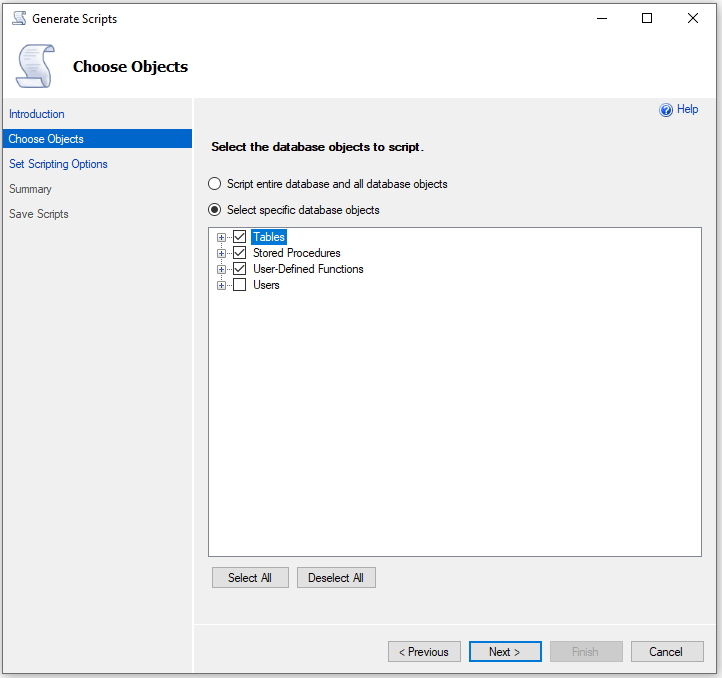 Generate Scripts
Choose Objects
Introduction
Choose Objects
Set Scripting Options
Summary
Save Scripts
Help
Select the database objects to script.
Script entire database and all database objects
Select specific database objects
Tables
Stored Procedures
User-Defined Functions
Users
Select All
Deselect All
< Previous
Next >
Finish
Cancel